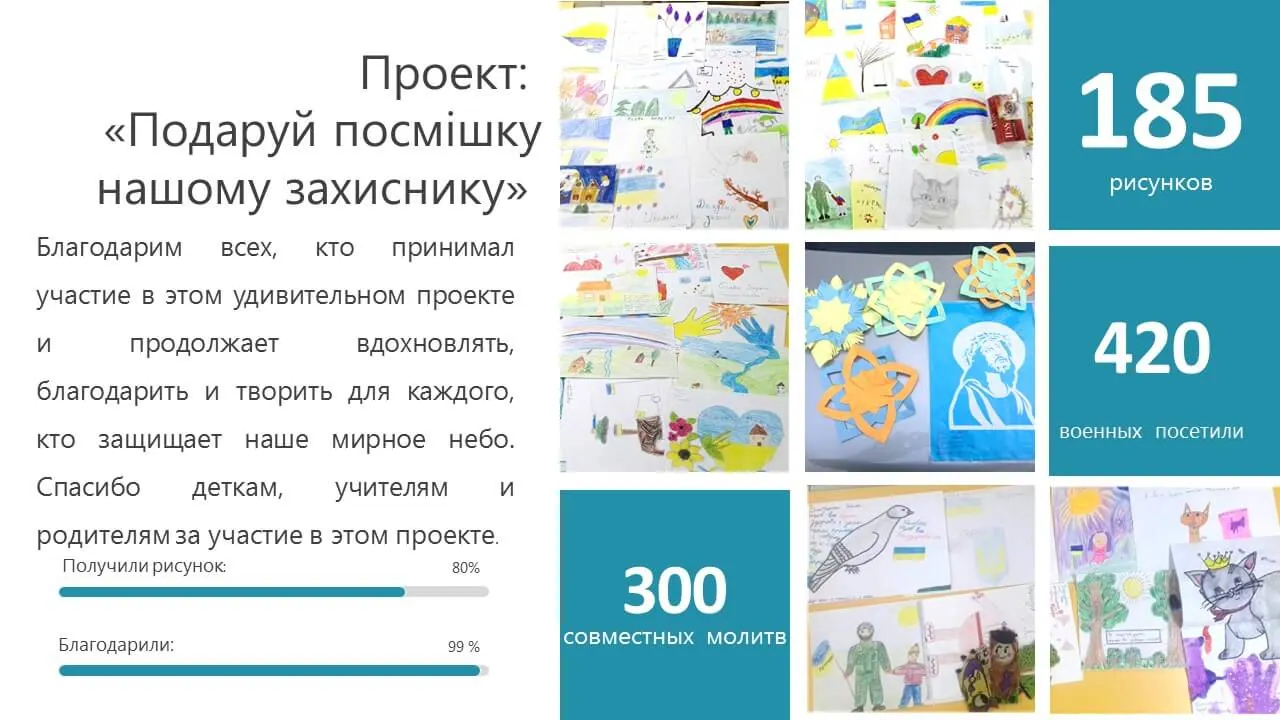 Проект:
«Подаруй посмішку
нашому захиснику»
Благодарим всех, кто принимал
участие в этом удивительном проекте
и продолжает вдохновлять,
благодарить и творить для каждого,
кто защищает наше мирное небо.
Спасибо деткам, учителям и
родителям за участие в этом проекте.
Получили рисунок: 80%
Благодарили: 99 %
185
рисунков
420
военных посетили
300
совместных молитв